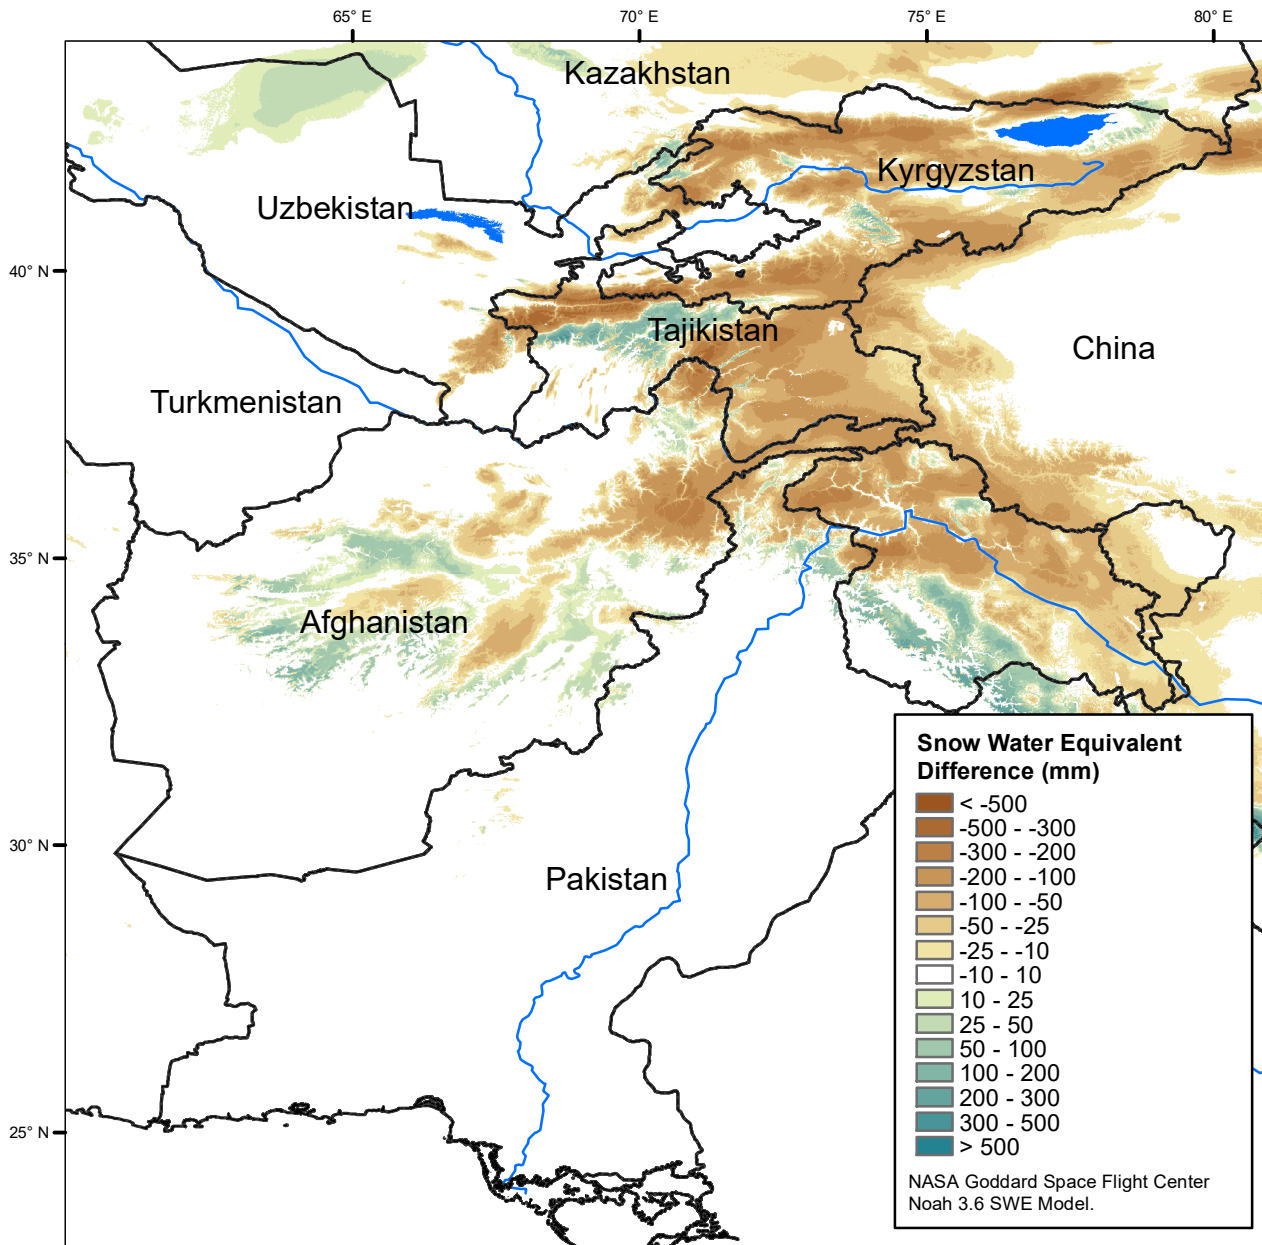 65° E
70° E
75° E
80° E
Kazakhstan
Kyrgyzstan
Uzbekistan
40° N
Tajikistan
China
Turkmenistan
35° N
Afghanistan
Snow Water Equivalent
Difference (mm)
< -500
-500 - -300
-300 - -200
-200 - -100
-100 - -50
-50 - -25
-25 - -10
-10 - 10
10 - 25
25 - 50
50 - 100
100 - 200
200 - 300
300 - 500
> 500
30° N
Pakistan
25° N
NASA Goddard Space Flight Center
Noah 3.6 SWE Model.